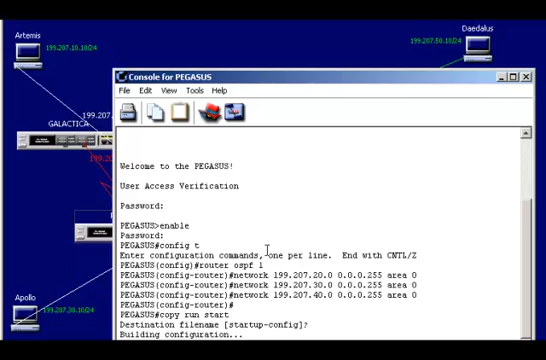 Artemis
199.207.10.10/24
Daedalus
199.207.50.10/24
Console for PEGASUS
File Edit View Tools Help
GALACTICA
199.207.
199.20
Welcome to the PEGASUS!
User Access Verification
Password:
PEGASUS>enable
Password:
PEGASUS#config t
Enter configuration commands, one per line. End with CNTL/Z
PEGASUS(config)#router ospf 1
PEGASUS(config-router)#network 199.207.20.0 0.0.0.255 area 0
PEGASUS(config-router)#network 199.207.30.0 0.0.0.255 area 0
PEGASUS(config-router)#network 199.207.40.0 0.0.0.255 area 0
PEGASUS(config-router)#
PEGASUS#copy run start
Destination filename [startup-config]?
Building configuration...
Apollo
199.207.30.10/24